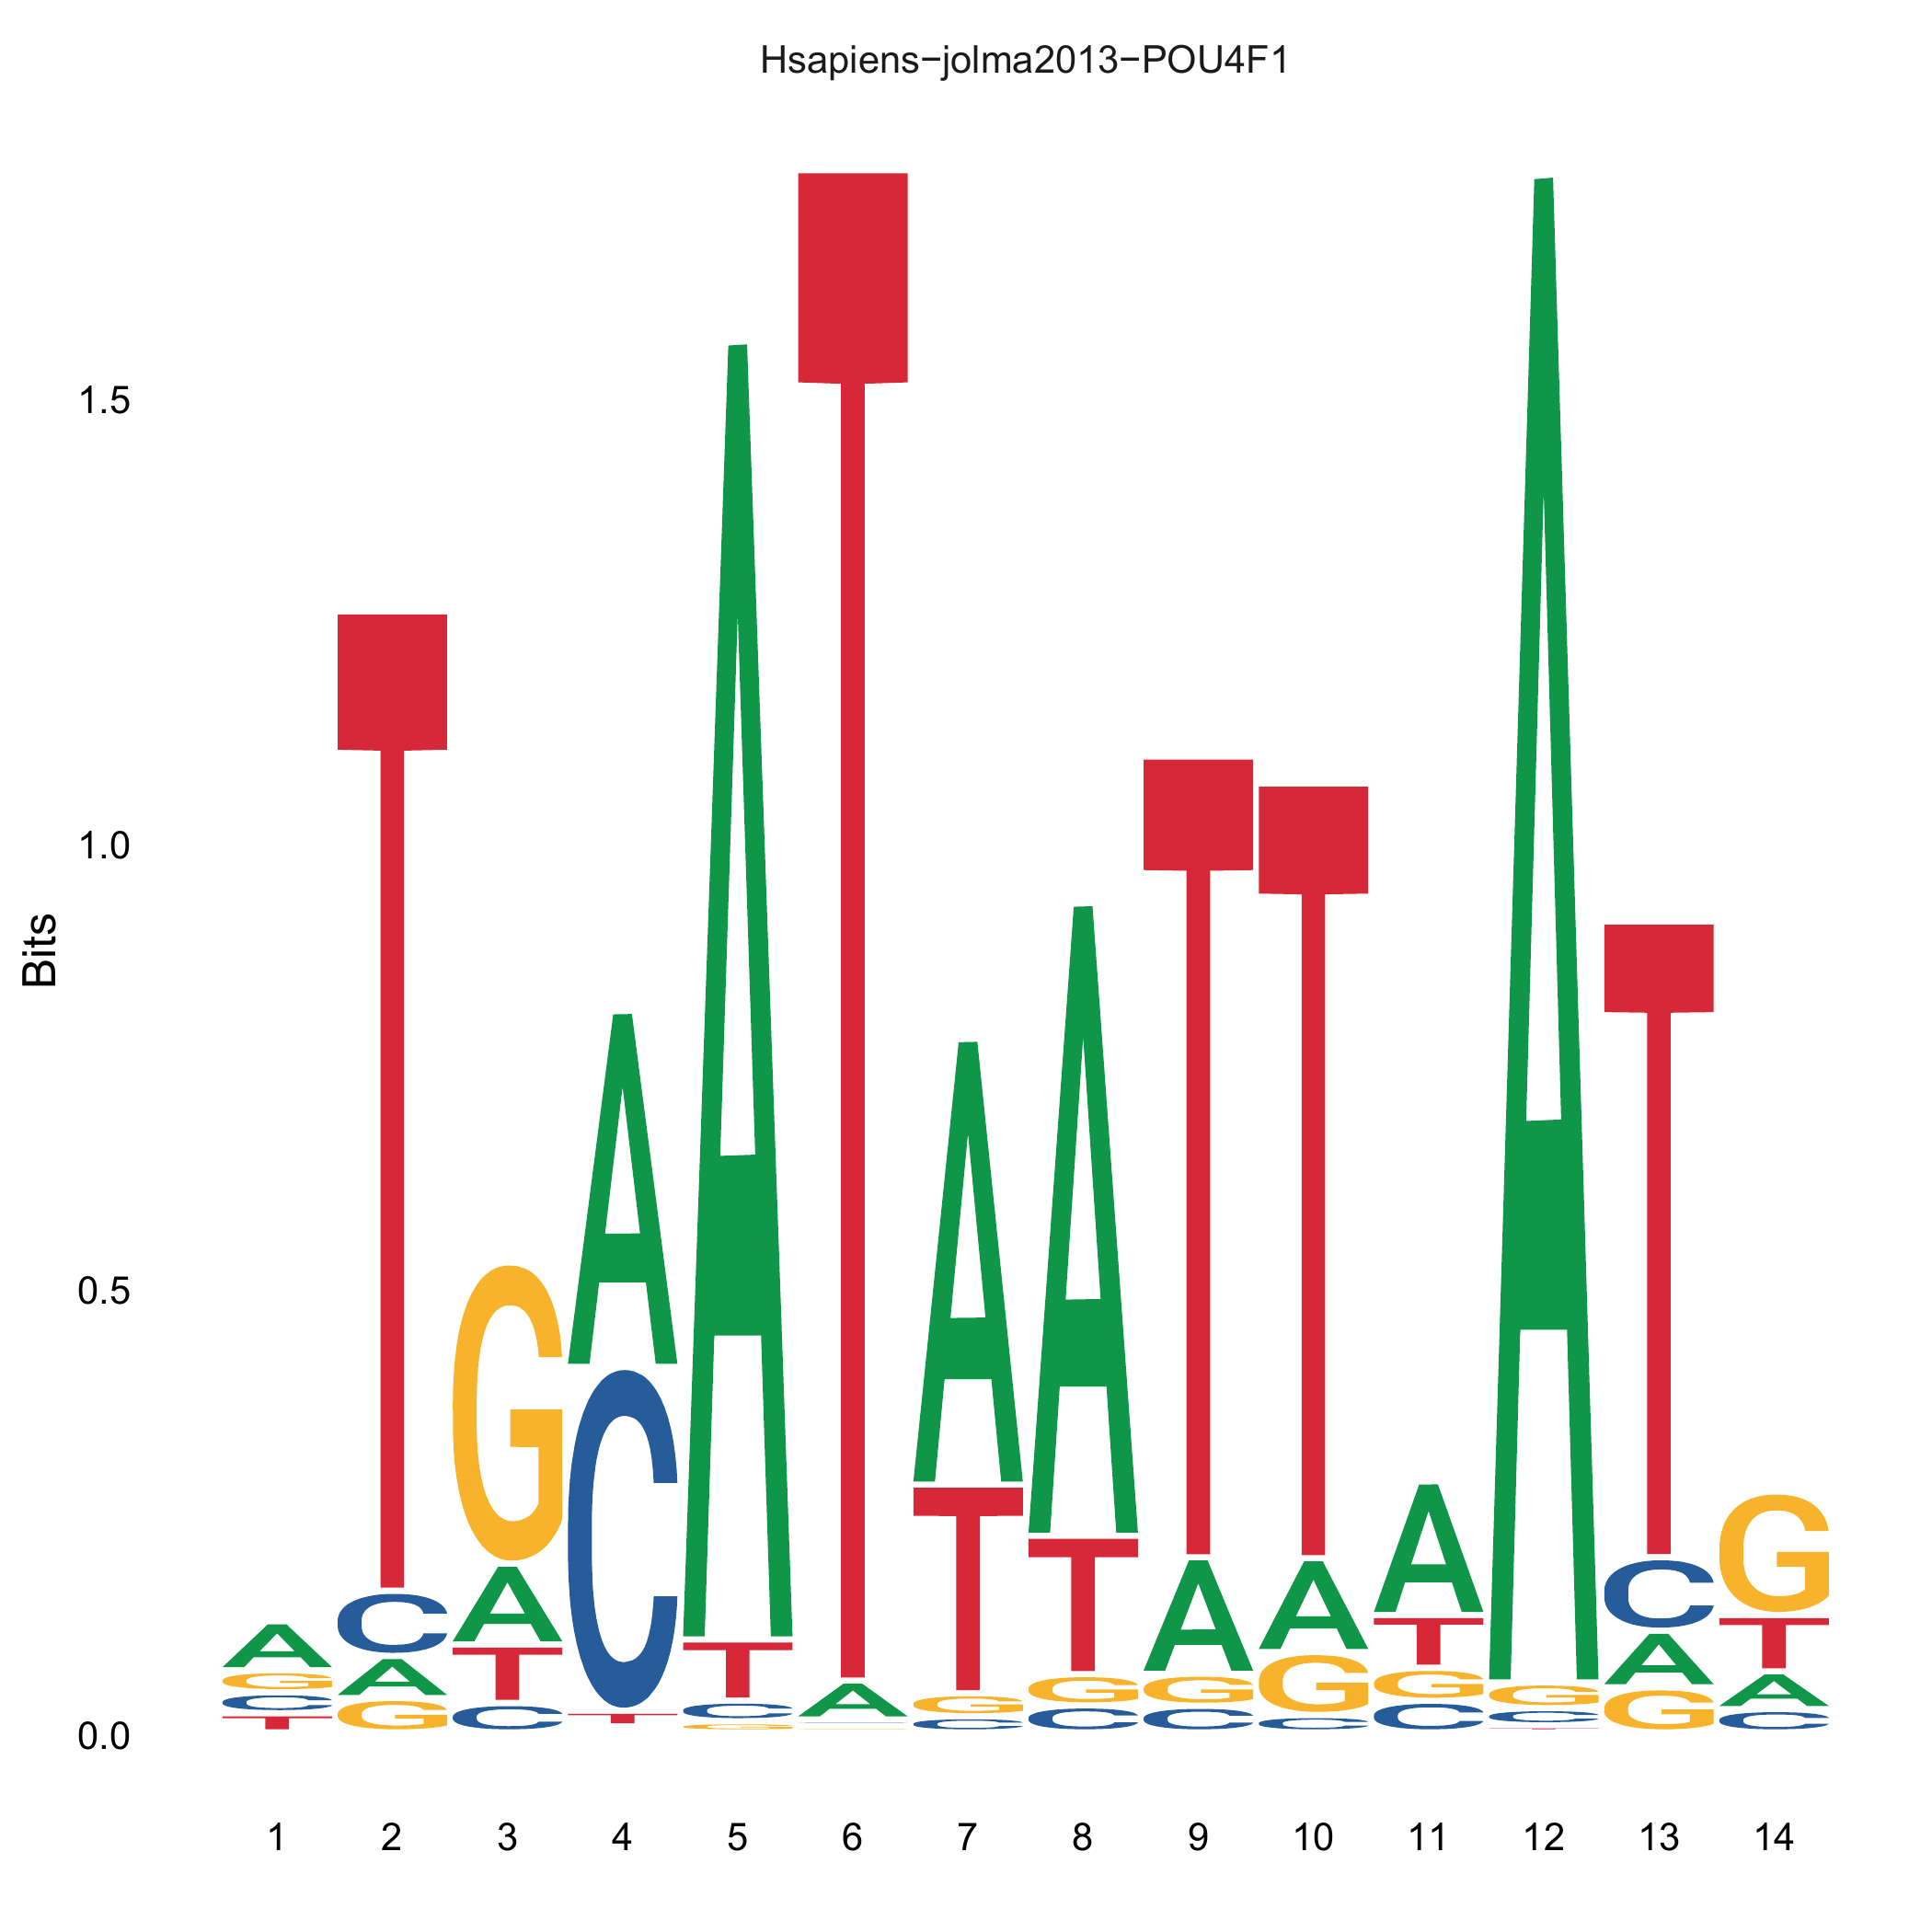 Hsapiens−jolma2013−POU4F1
1.5
1.0
0.5
0.0
Bits
A G C T
T C A G
G A T C
A C T
A T C G
T A
A T G C
A T G C
T A G C
T A G C
A T G C
A G C
T C A G
G T A C
1 2 3 4 5 6 7 8 9 10 11 12 13 14